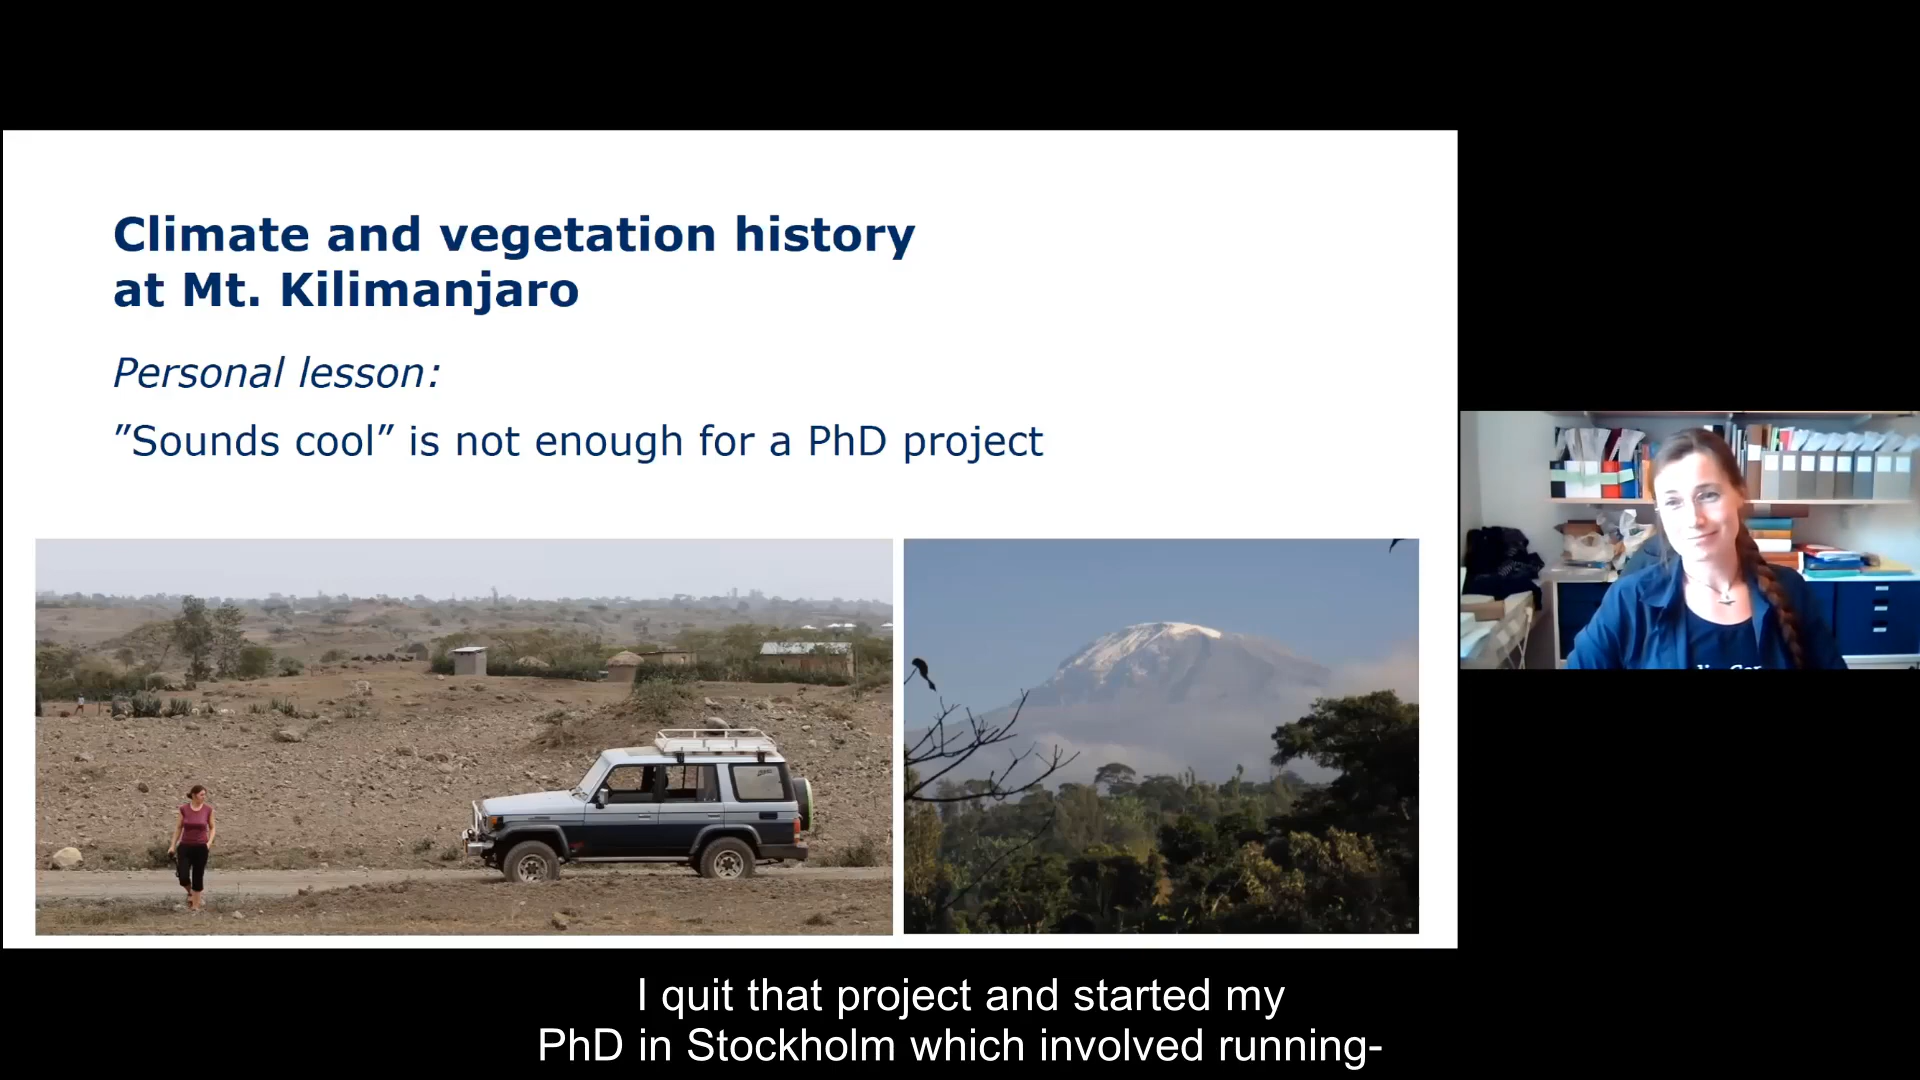 Climate and vegetation history
at Mt. Kilimanjaro
Personal lesson:
”Sounds cool” is not enough for a PhD project
I quit that project and started my
PhD in Stockholm which involved running-